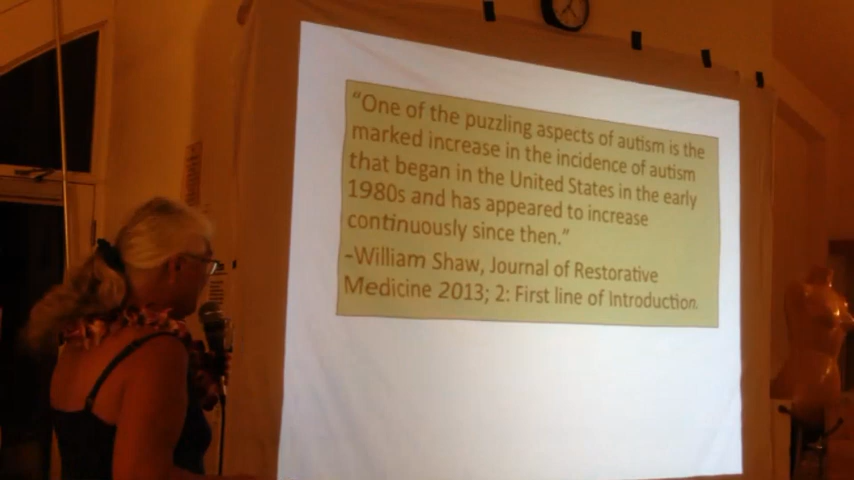 "One of the puzzling aspects of autism is the
marked increase in the incidence of autism
that began in the United States in the early
1980s and has appeared to increase
continuously since then."
-William Shaw, Journal of Restorative
Medicine 2013; 2: First line of Introduction.